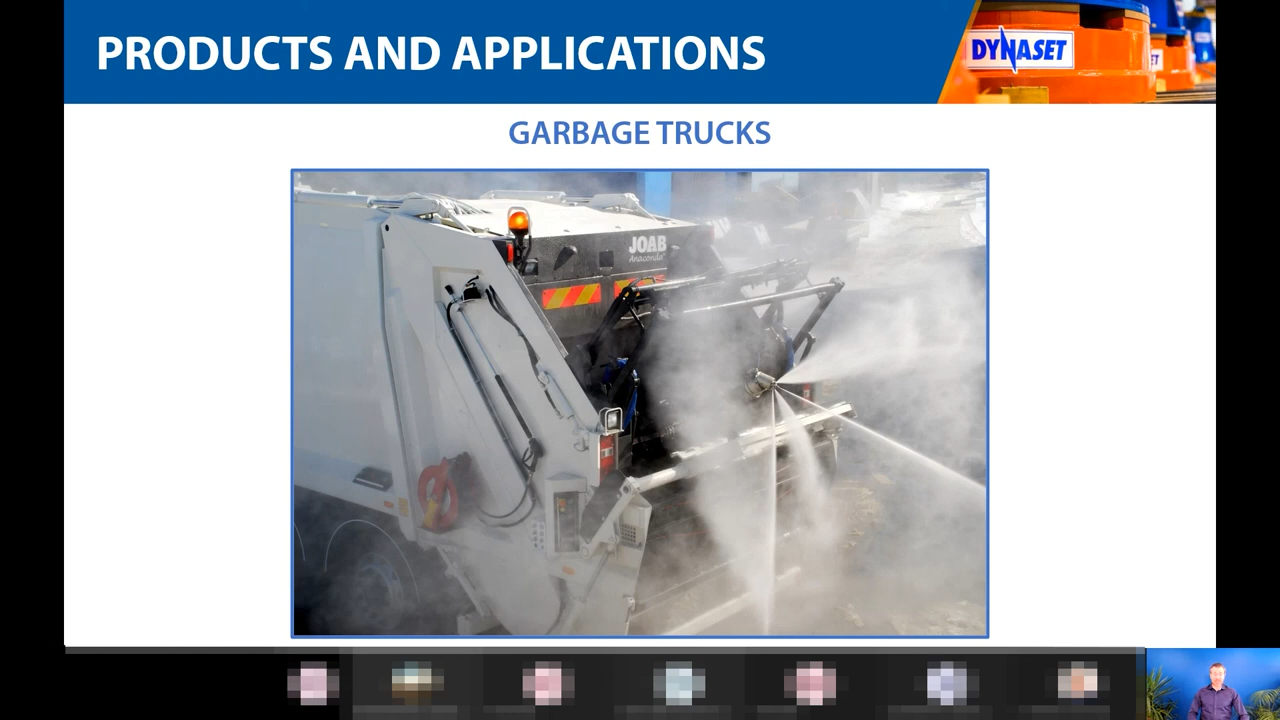 PRODUCTS AND APPLICATIONS
DYNASET
GARBAGE TRUCKS
JOAB
Anaconda